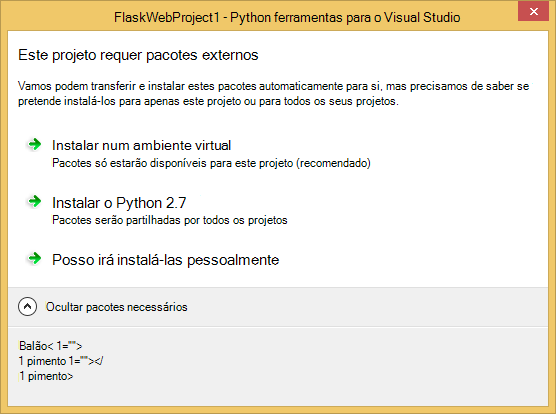 FlaskWebProject1 - Python ferramentas para o Visual Studio
Este projeto requer pacotes externos
Vamos podem transferir e instalar estes pacotes automaticamente para si, mas precisamos de saber se
pretende instalá-los para apenas este projeto ou para todos os seus projetos.
Instalar num ambiente virtual
Pacotes só estarão disponíveis para este projeto (recomendado)
Instalar o Python 2.7
Pacotes serão partilhadas por todos os projetos
Posso irá instalá-las pessoalmente
Ocultar pacotes necessários
Balão< 1="">
1 pimento 1=""></
1 pimento>